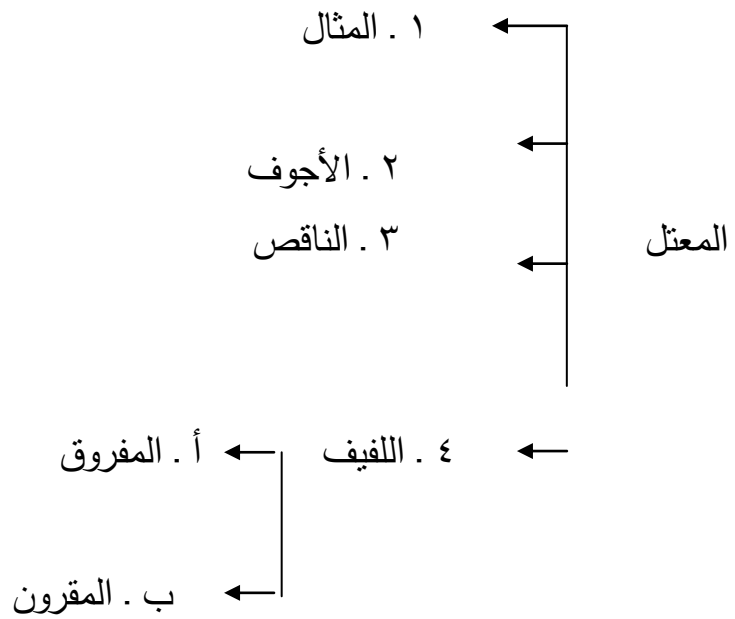 ١ . المثال
٢ . الأجوف
٣ . الناقص
المعتل
٤ . اللفيف
أ . المفروق
ب . المقرون